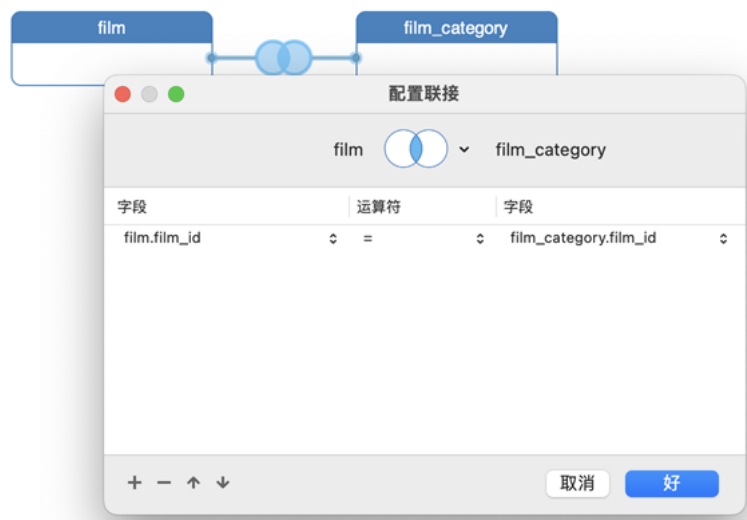 film
film_category
配置联接
film
film_category
字段 运算符 字段
film.film_id = film_category.film_id
取消 好